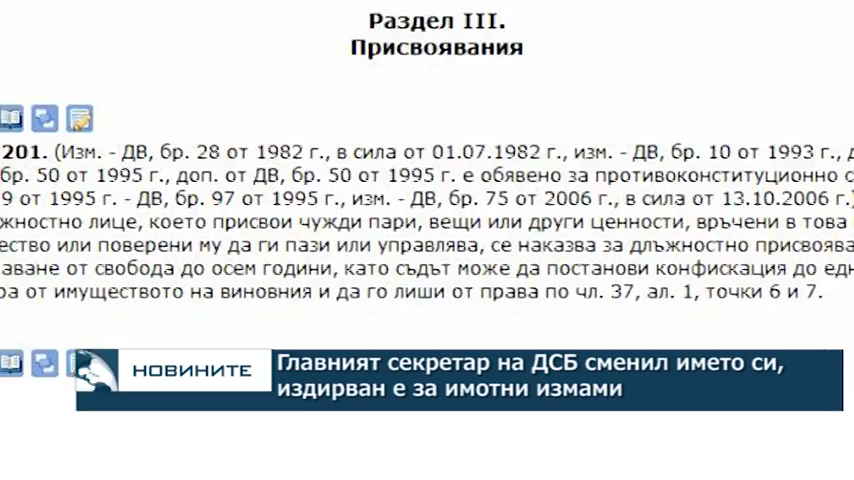 Раздел III.
Присвоявания
201. (Изм. - ДВ, бр. 28 от 1982 г., в сила от 01.07.1982 г., изм. - ДВ, бр. 10 от 1993 г.,
бр. 50 от 1995 г., доп. от ДВ, бр. 50 от 1995 г. е обявено за противоконституционно с
9 от 1995 г. - ДВ, бр. 97 от 1995 г., изм. - ДВ, бр. 75 от 2006 г., в сила от 13.10.2006 г.)
жностно лице, което присвои чужди пари, вещи или други ценности, връчени в това
ество или поверени му да ги пази или управлява, се наказва за длъжностно присвоява
аване от свобода до осем години, като съдът може да постанови конфискация до едн
ра от имуществото на виновния и да го лиши от права по чл. 37, ал. 1, точки 6 и 7.
НОВИНИТЕ
Главният секретар на ДСБ сменил името си,
издирван е за имотни измами